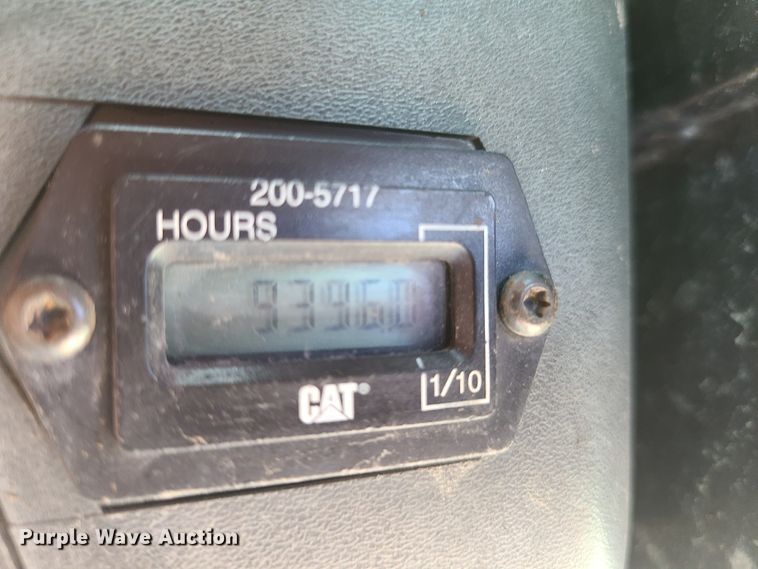 200-5717
HOURS
93960
CAT®
1/10
Purple Wave Auction